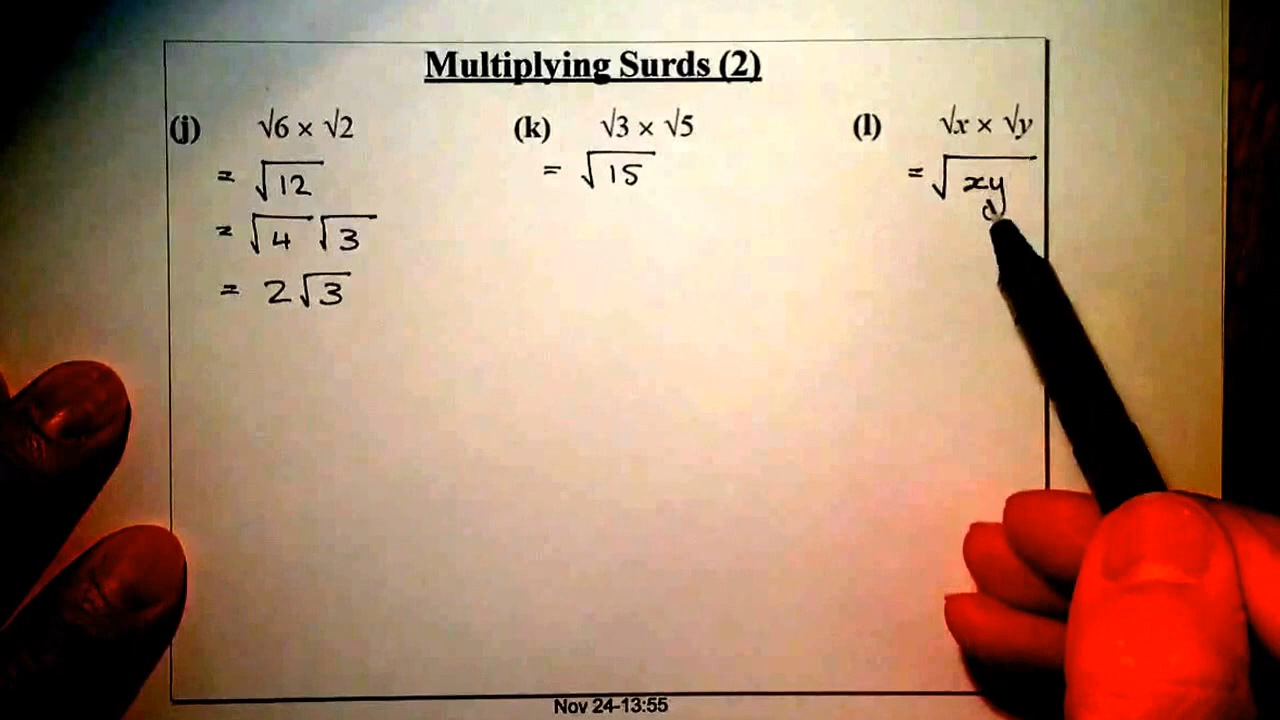 Multiplying Surds (2)
(j) √6 × √2
= √12
= √4 √3
= 2√3
(k) √3 × √5
= √15
(l) √x × √y
= √xy
Nov 24-13:55